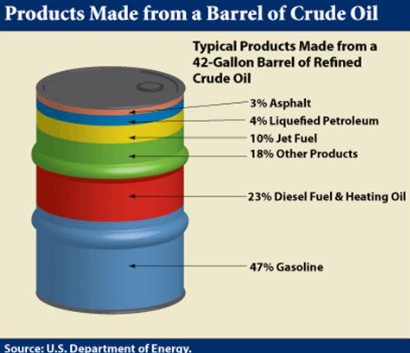 Products Made from a Barrel of Crude Oil
Typical Products Made from a
42-Gallon Barrel of Refined
Crude Oil
3% Asphalt
4% Liquefied Petroleum
10% Jet Fuel
18% Other Products
23% Diesel Fuel & Heating Oil
47% Gasoline
Source: U.S. Department of Energy.